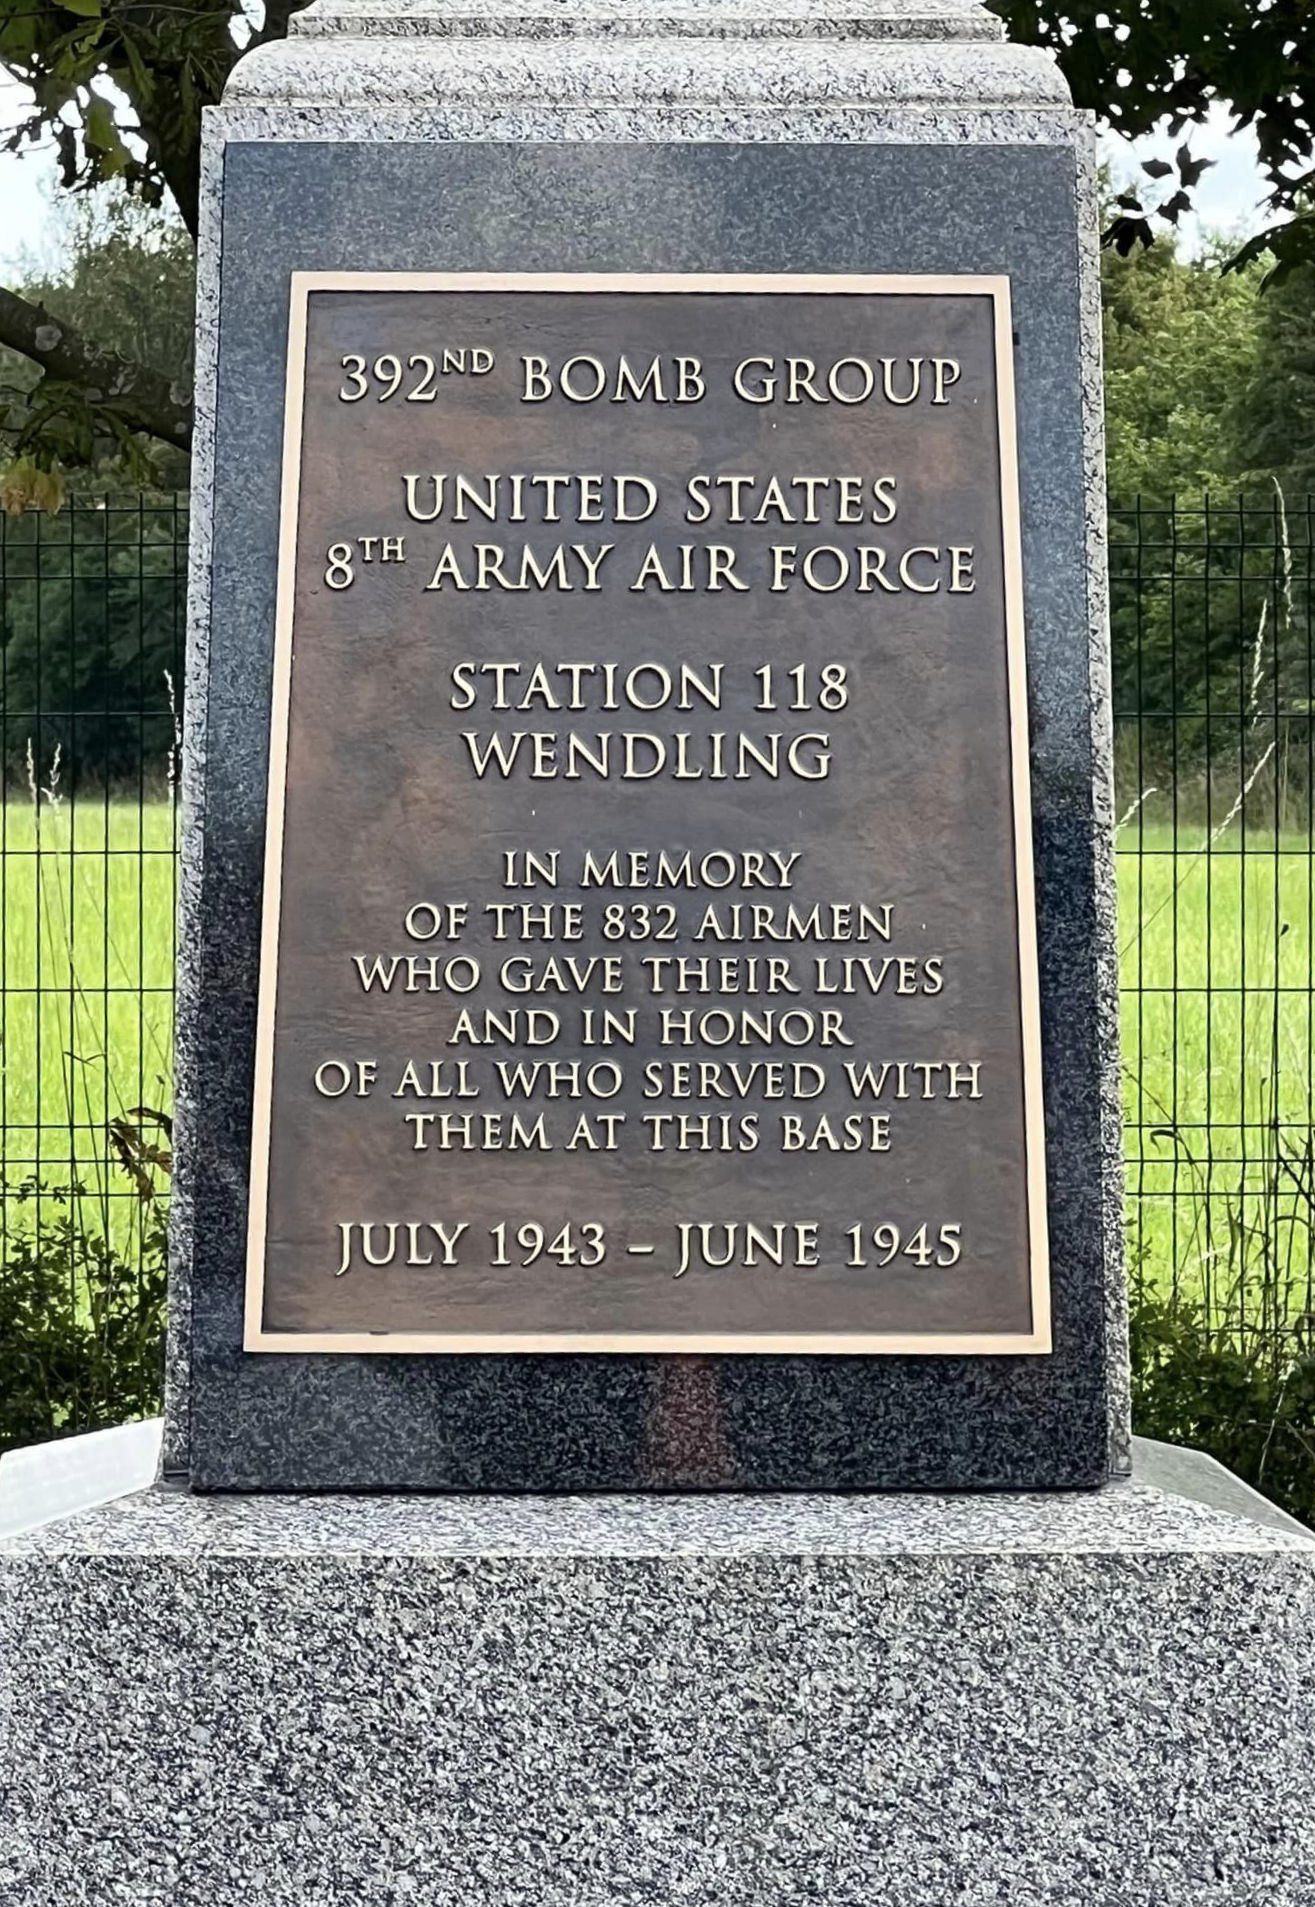 392ND BOMB GROUP
UNITED STATES
8TH ARMY AIR FORCE
STATION 118
WENDLING
IN MEMORY
OF THE 832 AIRMEN
WHO GAVE THEIR LIVES
AND IN HONOR
OF ALL WHO SERVED WITH
THEM AT THIS BASE
JULY 1943 – JUNE 1945